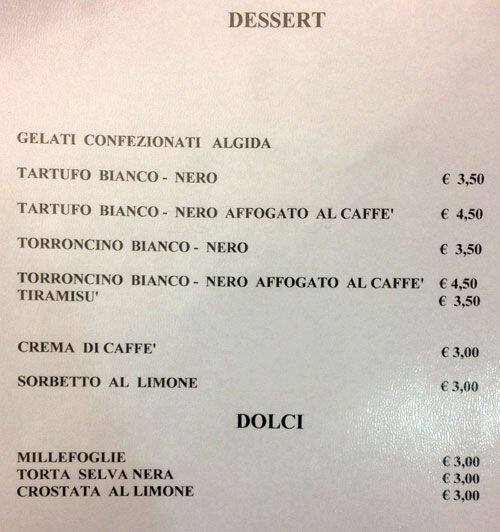 DESSERT
GELATI CONFEZIONATI ALGIDA
TARTUFO BIANCO - NERO € 3,50
TARTUFO BIANCO - NERO AFFOGATO AL CAFFE' € 4,50
TORRONCINO BIANCO - NERO € 3,50
TORRONCINO BIANCO - NERO AFFOGATO AL CAFFE' € 4,50
TIRAMISU' € 3,50
CREMA DI CAFFE' € 3,00
SORBETTO AL LIMONE € 3,00
DOLCI
MILLEFOGLIE € 3,00
TORTA SELVA NERA € 3,00
CROSTATA AL LIMONE € 3,00